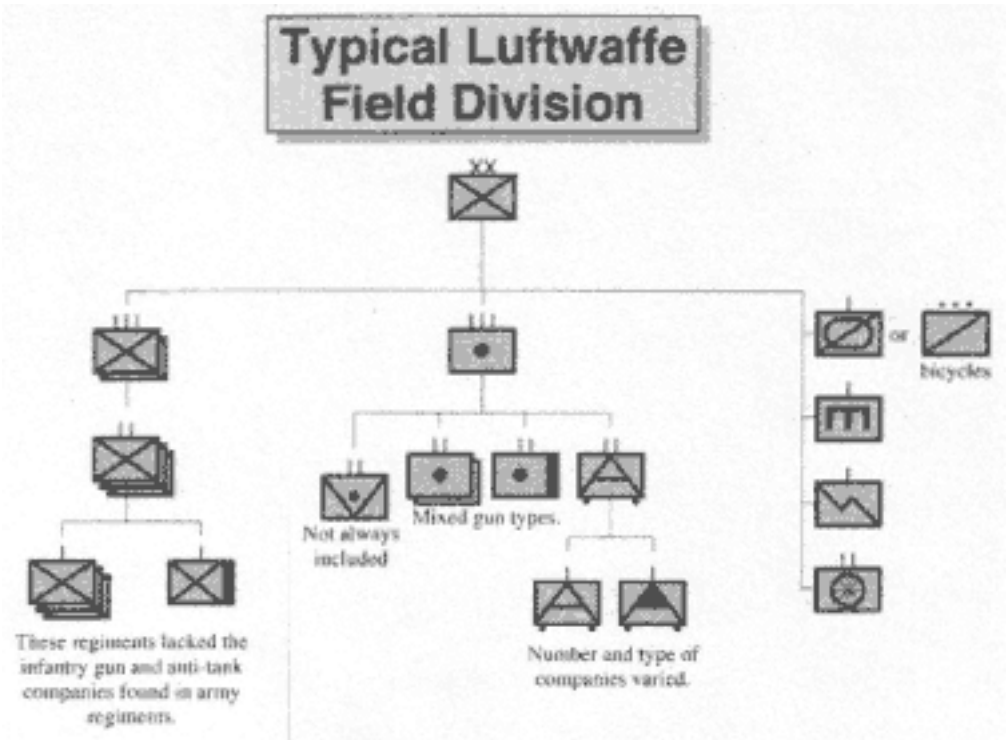 Typical Luftwaffe
Field Division
XX
or
bicycles
Not always
included
Mixed gun types.
These regiments lacked the
infantry gun and anti-tank
companies found in army
regiments.
Number and type of
companies varied.